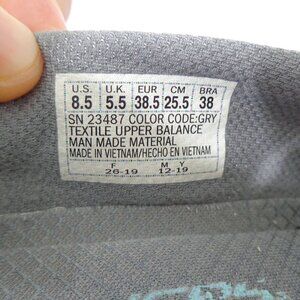 U.S. U.K. EUR CM BRA
8.5 5.5 38.5 25.5 38
SN 23487 COLOR CODE:GRY
TEXTILE UPPER BALANCE
MAN MADE MATERIAL
MADE IN VIETNAM/HECHO EN VIETNAM
F M Y
26-19 12-19